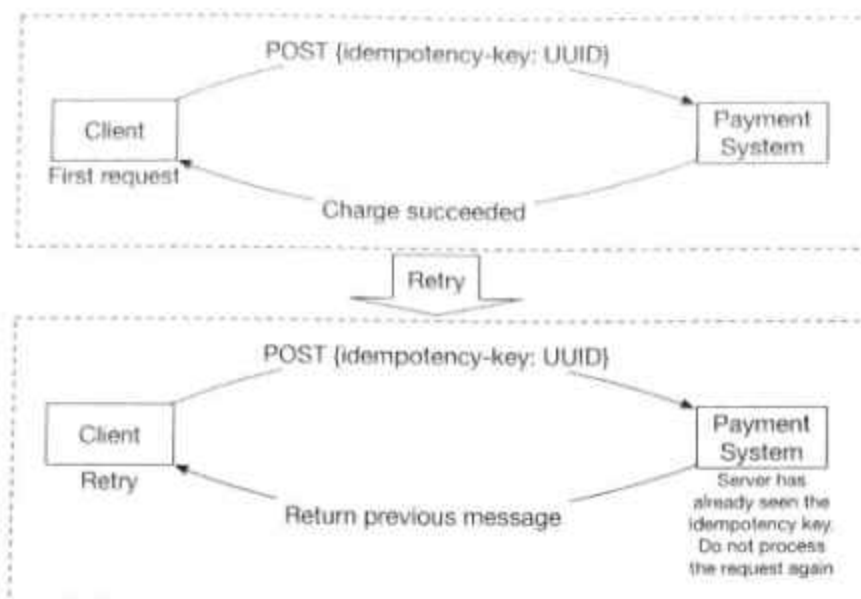 POST {idempotency-key: UUID}
Client
Payment
System
First request
Charge succeeded
Retry
POST {idempotency-key: UUID}
Client
Payment
System
Retry
Server has
already seen the
idempotency key.
Do not process
the request again
Return previous message